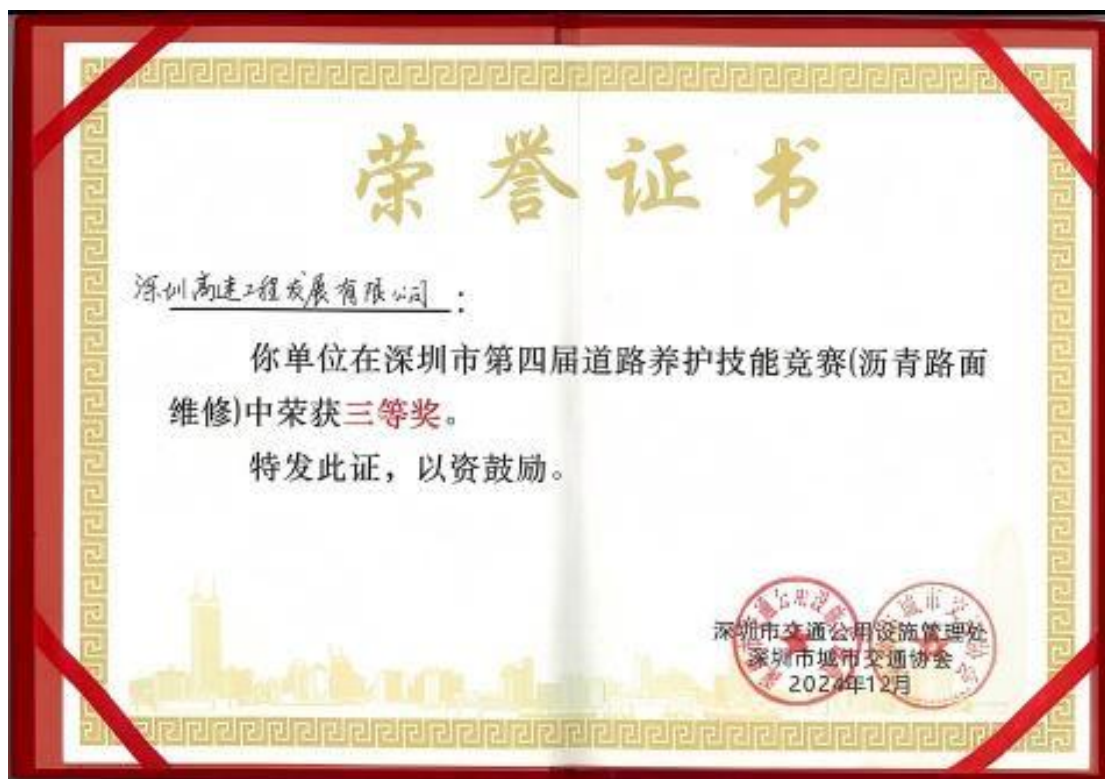 荣誉证书
深圳高速工程发展有限公司：
你单位在深圳市第四届道路养护技能竞赛(沥青路面
维修)中荣获三等奖。
特发此证，以资鼓励。
深圳市交通公用设施管理处
深圳市城市交通协会
2024年12月